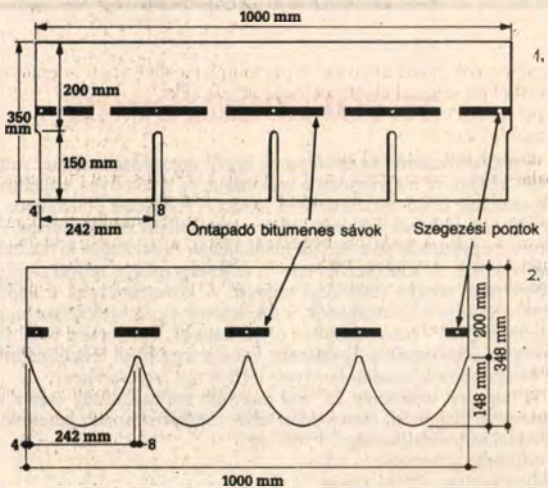 1000 mm
1.
200 mm
350
mm
150 mm
4
8
242 mm
Öntapadó bitumenes sávok
Szegezési pontok
2.
200 mm
348 mm
148 mm
4
242 mm
8
1000 mm